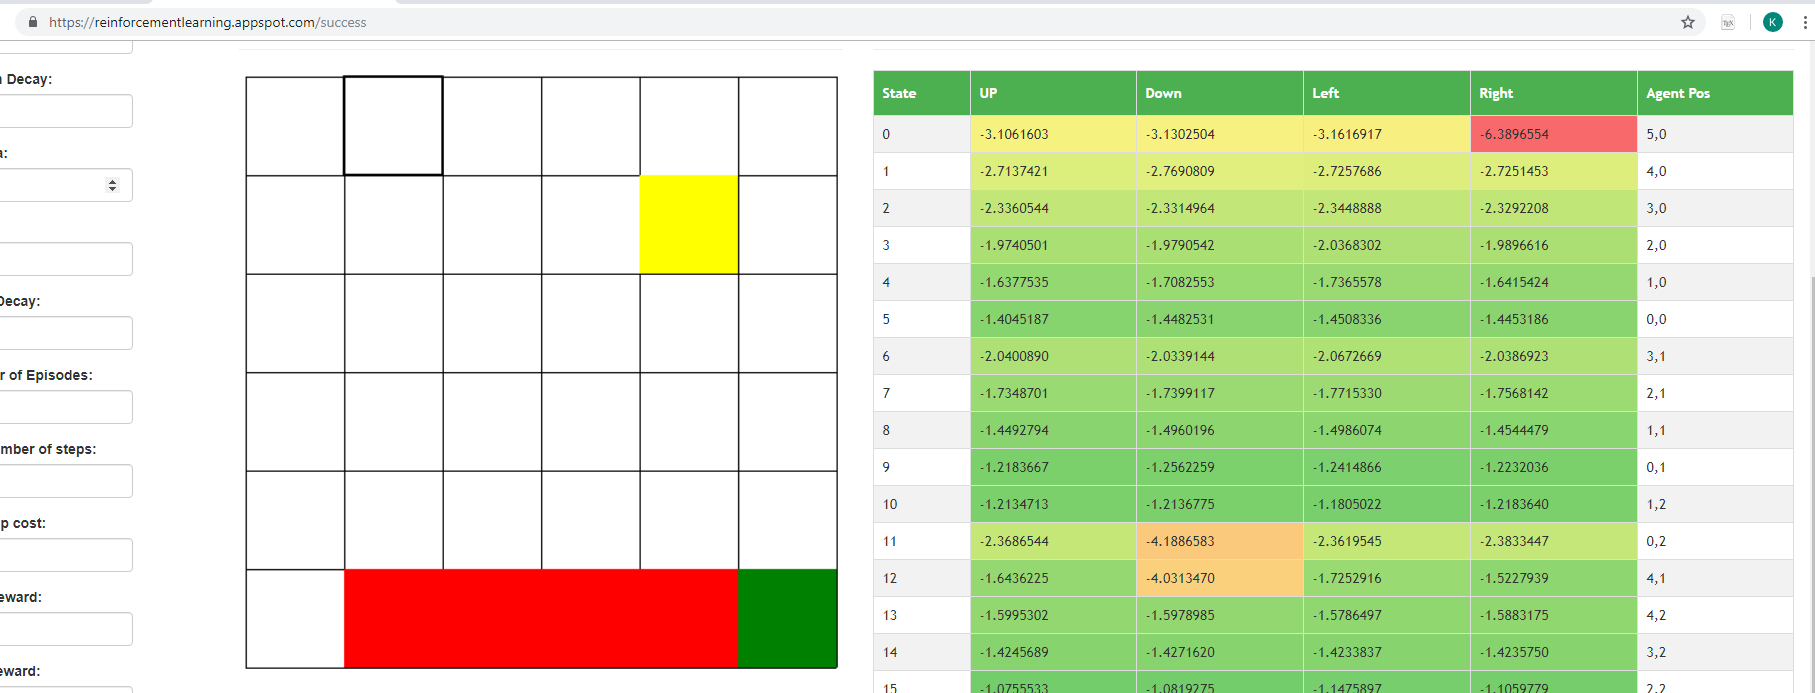 https://reinforcementlearning.appspot.com/success
K
Decay:
a:
Decay:
r of Episodes:
mber of steps:
p cost:
eward:
eward:
State UP Down Left Right Agent Pos
0 -3.1061603 -3.1302504 -3.1616917 -6.3896554 5,0
1 -2.7137421 -2.7690809 -2.7257686 -2.7251453 4,0
2 -2.3360544 -2.3314964 -2.3448888 -2.3292208 3,0
3 -1.9740501 -1.9790542 -2.0368302 -1.9896616 2,0
4 -1.6377535 -1.7082553 -1.7365578 -1.6415424 1,0
5 -1.4045187 -1.4482531 -1.4508336 -1.4453186 0,0
6 -2.0400890 -2.0339144 -2.0672669 -2.0386923 3,1
7 -1.7348701 -1.7399117 -1.7715330 -1.7568142 2,1
8 -1.4492794 -1.4960196 -1.4986074 -1.4544479 1,1
9 -1.2183667 -1.2562259 -1.2414866 -1.2232036 0,1
10 -1.2134713 -1.2136775 -1.1805022 -1.2183640 1,2
11 -2.3686544 -4.1886583 -2.3619545 -2.3833447 0,2
12 -1.6436225 -4.0313470 -1.7252916 -1.5227939 4,1
13 -1.5995302 -1.5978985 -1.5786497 -1.5883175 4,2
14 -1.4245689 -1.4271620 -1.4233837 -1.4235750 3,2
15 -1.0755533 -1.0819275 -1.1475897 -1.1059779 2,2